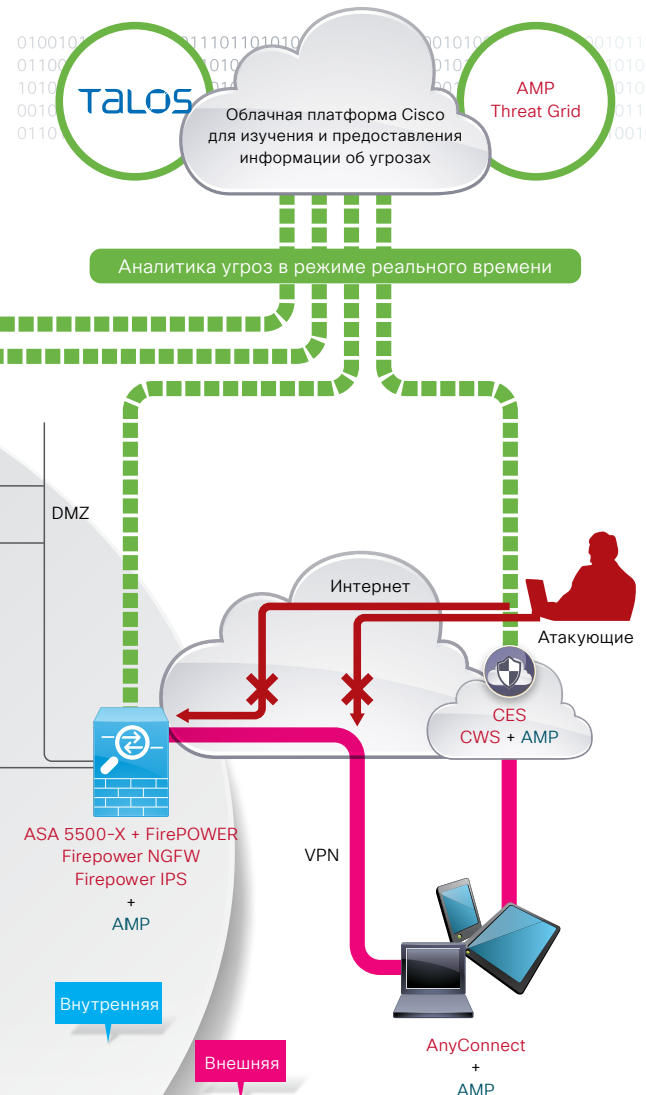 TALOS
Облачная платформа Cisco
для изучения и предоставления
информации об угрозах
AMP
Threat Grid
Аналитика угроз в режиме реального времени
DMZ
Интернет
Атакующие
CES
CWS + AMP
ASA 5500-X + FirePOWER
Firepower NGFW
Firepower IPS
+
AMP
VPN
Внутренняя
Внешняя
AnyConnect
+
AMP